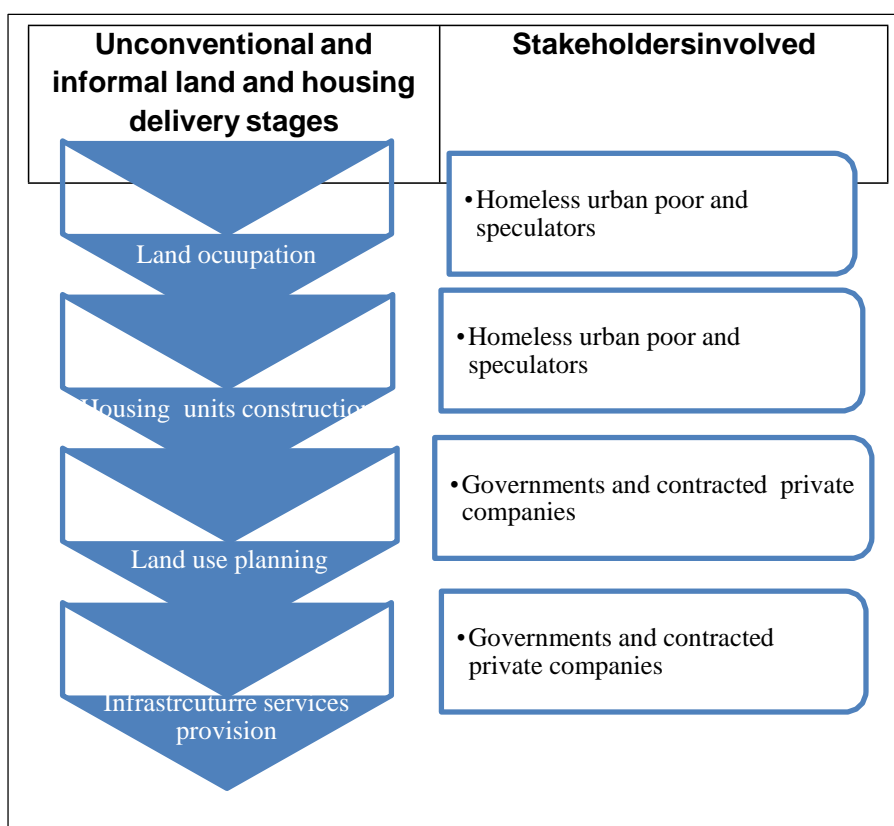 Unconventional and
informal land and housing
delivery stages
Stakeholdersinvolved
Land ocuupation
•Homeless urban poor and
speculators
Housing units construction
•Homeless urban poor and
speculators
Land use planning
•Governments and contracted private
companies
Infrastrcuturre services
provision
•Governments and contracted
private companies